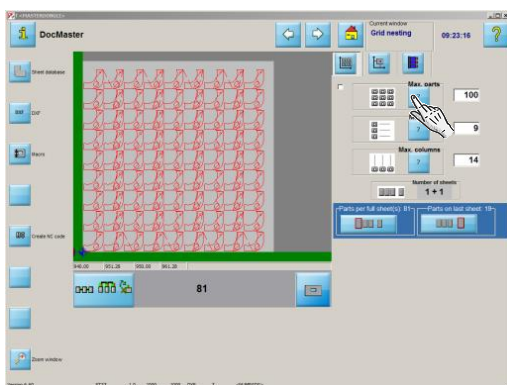 DocMaster
Current window
Grid nesting
09:23:16
?
Sheet database
DXF
DXF
Macro
Create NC code
Zoom window
Max. parts
?
100
?
9
Max. columns
?
14
Number of sheets
1 + 1
Parts per full sheet(s): 81
Parts on last sheet: 19
81